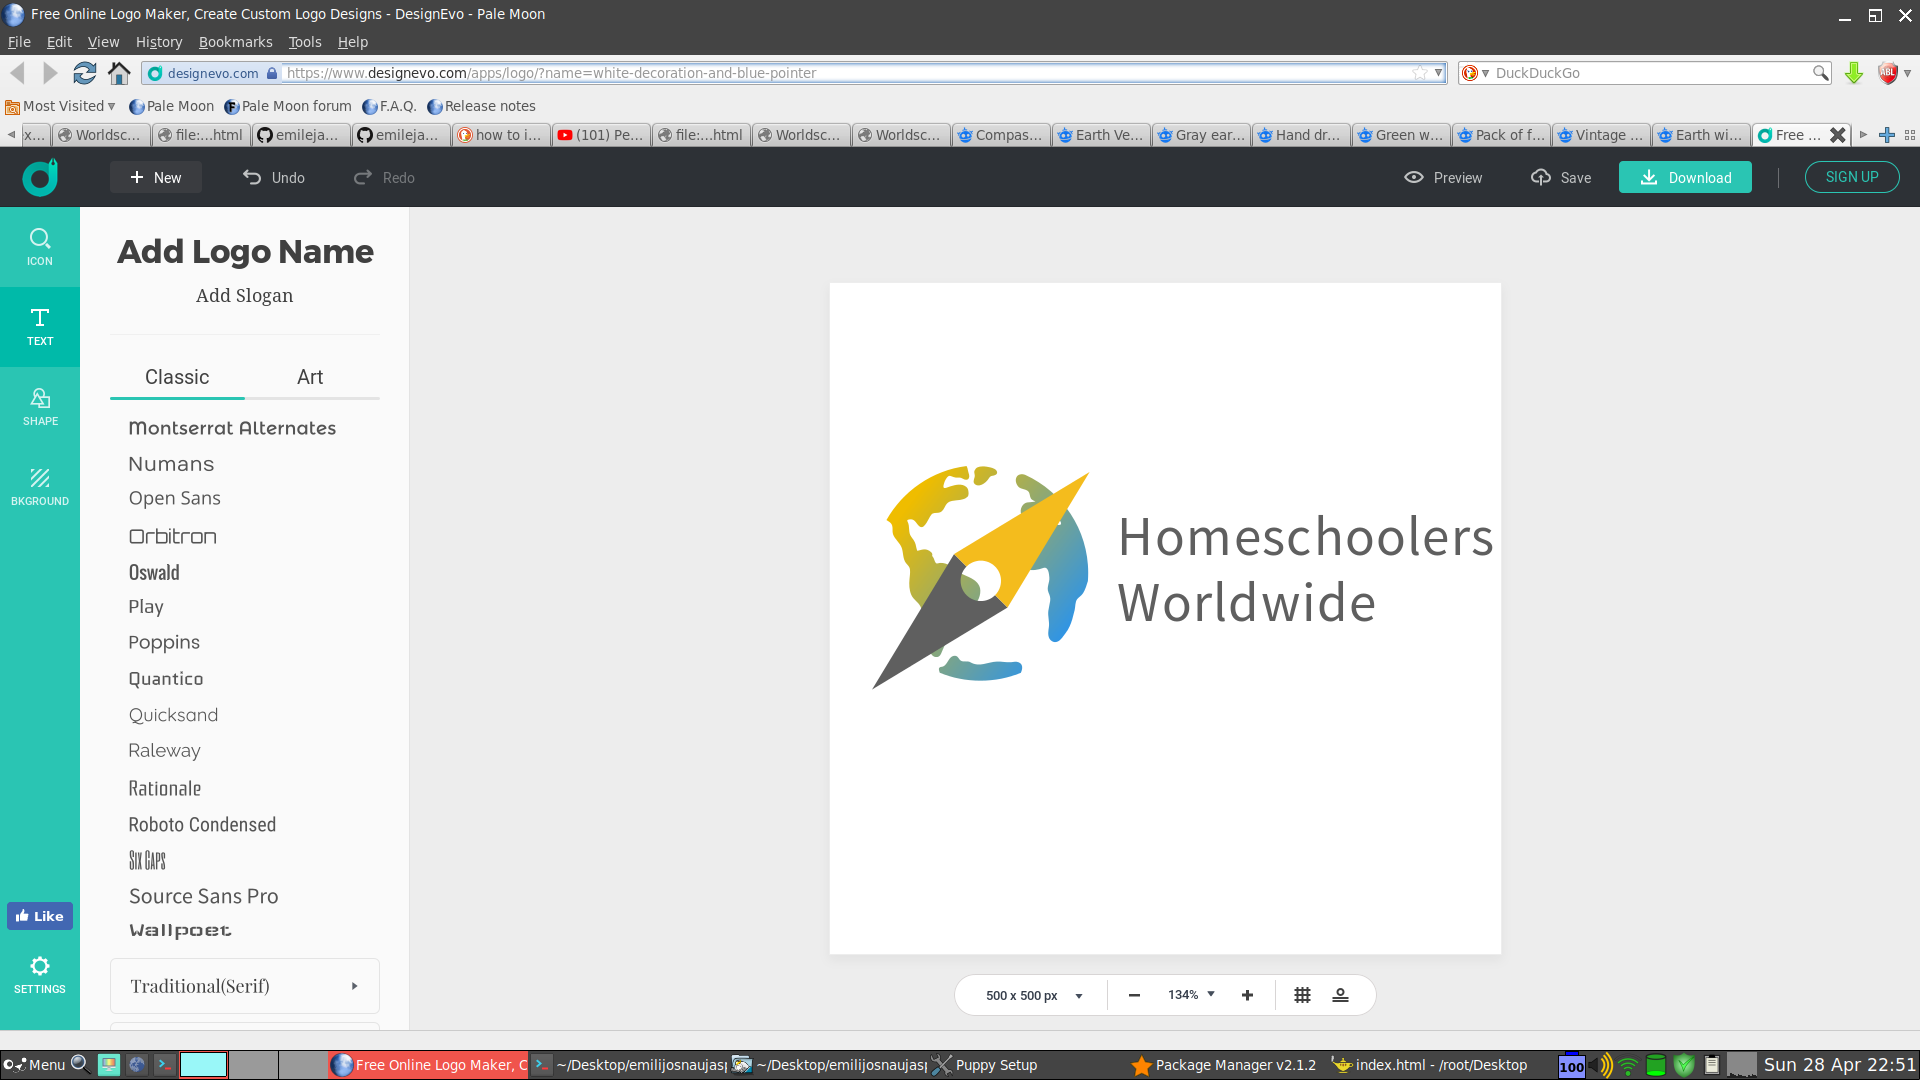 Free Online Logo Maker, Create Custom Logo Designs - DesignEvo - Pale Moon
File Edit View History Bookmarks Tools Help
designevo.com https://www.designevo.com/apps/logo/?name=white-decoration-and-blue-pointer DuckDuckGo
Most Visited Pale Moon Pale Moon forum F.A.Q. Release notes
x... Worldsc... file:...html emileja... emileja... how to i... (101) Pe... file:...html Worldsc... Worldsc... Compas... Earth Ve... Gray ear... Hand dr... Green w... Pack of f... Vintage ... Earth wi... Free ...
New Undo Redo Preview Save Download SIGN UP
ICON
TEXT
SHAPE
BKGROUND
Like
SETTINGS
Add Logo Name
Add Slogan
Classic Art
Montserrat Alternates
Numans
Open Sans
Orbitron
Oswald
Play
Poppins
Quantico
Quicksand
Raleway
Rationale
Roboto Condensed
Six Caps
Source Sans Pro
Wallpoet
Traditional(Serif)
Homeschoolers
Worldwide
500 x 500 px 134%
Menu Free Online Logo Maker, C ~/Desktop/emilijosnaujasp ~/Desktop/emilijosnaujasp Puppy Setup Package Manager v2.1.2 index.html - /root/Desktop 100 Sun 28 Apr 22:51